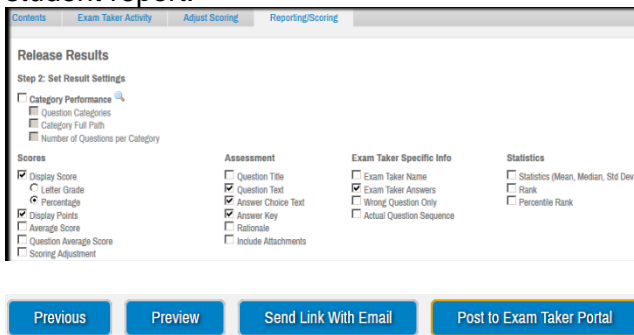 student report.
Contents Exam Taker Activity Adjust Scoring Reporting/Scoring
Release Results
Step 2: Set Result Settings
Category Performance
Question Categories
Category Full Path
Number of Questions per Category
Scores
Display Score
Letter Grade
Percentage
Display Points
Average Score
Question Average Score
Scoring Adjustment
Assessment
Question Title
Question Text
Answer Choice Text
Answer Key
Rationale
Include Attachments
Exam Taker Specific Info
Exam Taker Name
Exam Taker Answers
Wrong Question Only
Actual Question Sequence
Statistics
Statistics (Mean, Median, Std Dev
Rank
Percentile Rank
Previous Preview Send Link With Email Post to Exam Taker Portal